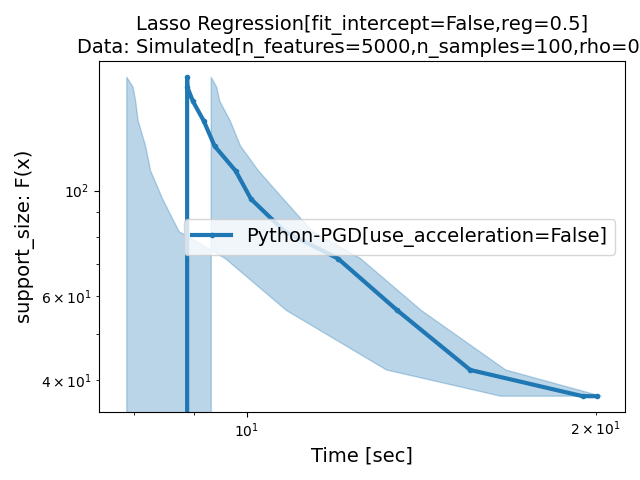 Lasso Regression[fit_intercept=False,reg=0.5]
Data: Simulated[n_features=5000,n_samples=100,rho=0
support_size: F(x)
10²
6 × 10¹
4 × 10¹
Python-PGD[use_acceleration=False]
10¹
2 × 10¹
Time [sec]